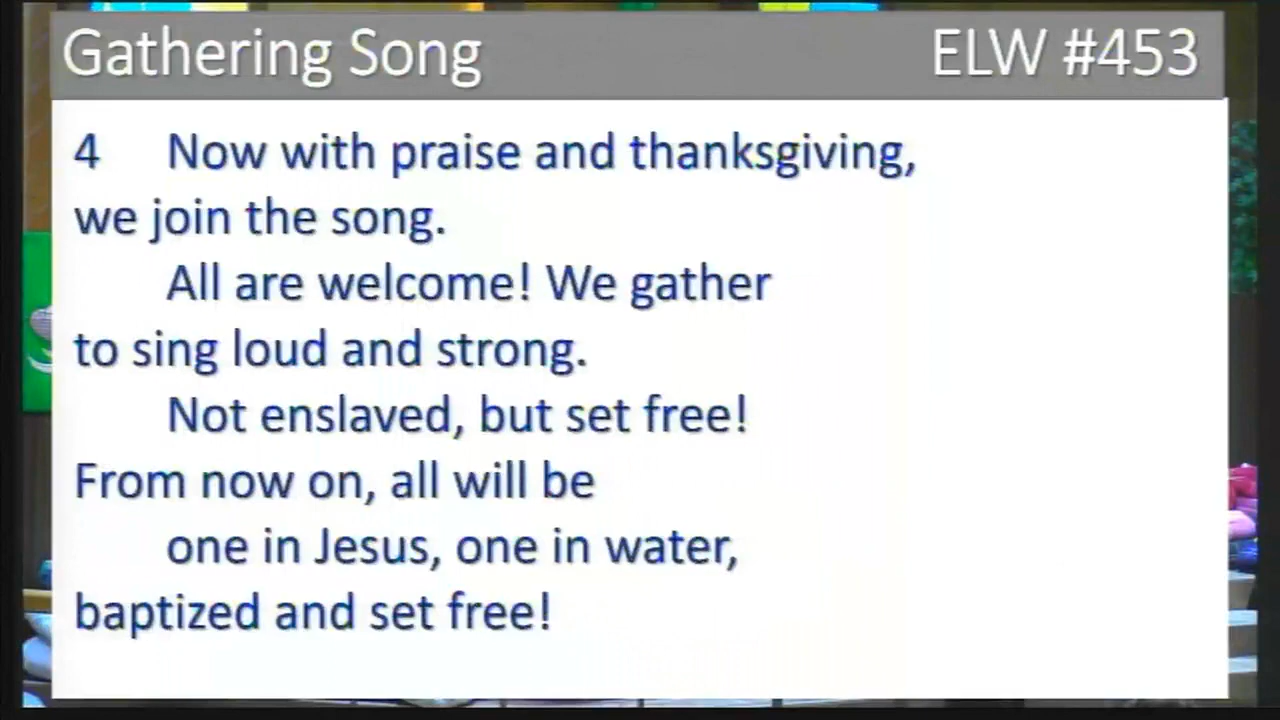 Gathering Song ELW #453
4 Now with praise and thanksgiving,
we join the song.
All are welcome! We gather
to sing loud and strong.
Not enslaved, but set free!
From now on, all will be
one in Jesus, one in water,
baptized and set free!